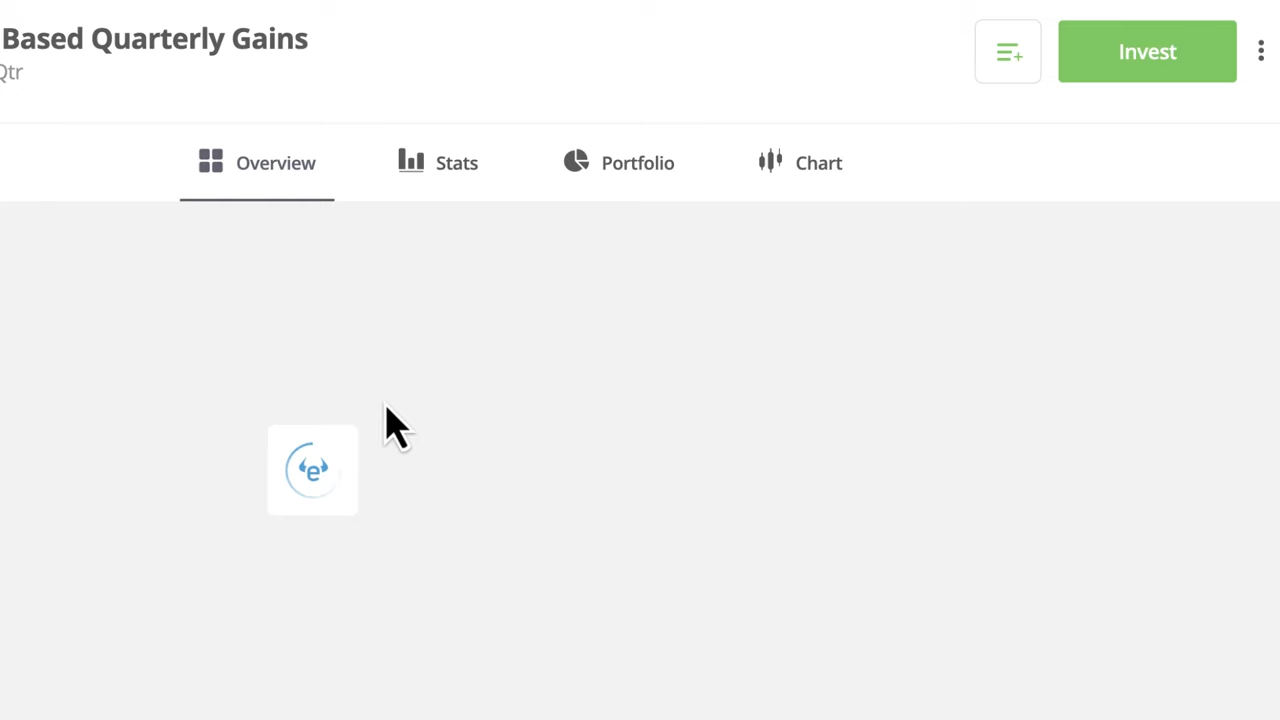 Based Quarterly Gains
Qtr
Invest
Overview
Stats
Portfolio
Chart
e